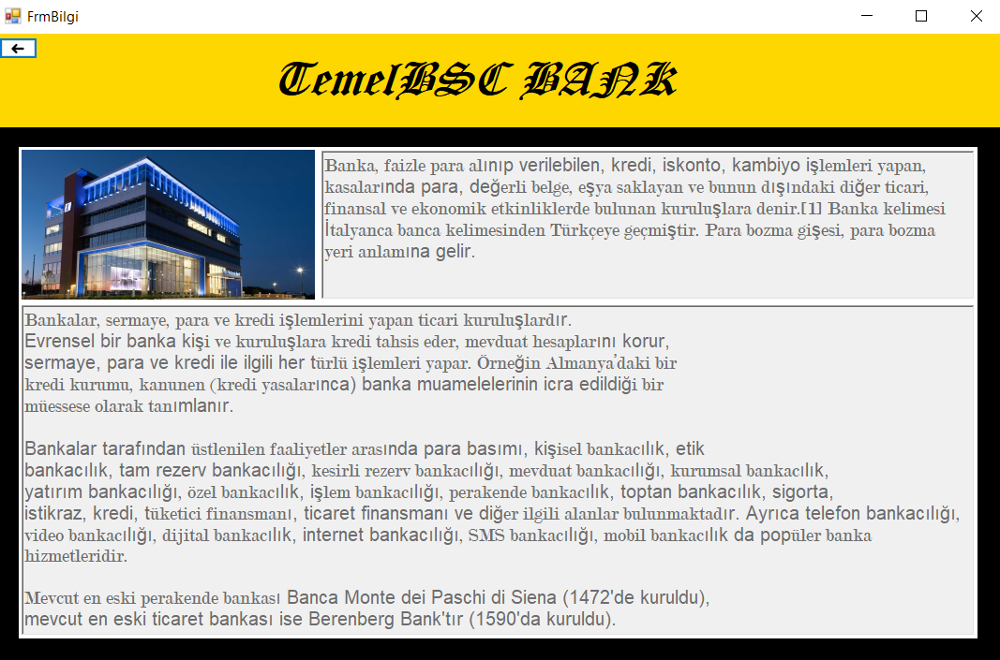 FrmBilgi
TemelBSC BANK
Banka, faizle para alınıp verilebilen, kredi, iskonto, kambiyo işlemleri yapan,
kasalarında para, değerli belge, eşya saklayan ve bunun dışındaki diğer ticari,
finansal ve ekonomik etkinliklerde bulunan kuruluşlara denir.[1] Banka kelimesi
İtalyanca banca kelimesinden Türkçeye geçmiştir. Para bozma gişesi, para bozma
yeri anlamına gelir.
Bankalar, sermaye, para ve kredi işlemlerini yapan ticari kuruluşlardır.
Evrensel bir banka kişi ve kuruluşlara kredi tahsis eder, mevduat hesaplarını korur,
sermaye, para ve kredi ile ilgili her türlü işlemleri yapar. Örneğin Almanya'daki bir
kredi kurumu, kanunen (kredi yasalarınca) banka muamelelerinin icra edildiği bir
müessese olarak tanımlanır.
Bankalar tarafından üstlenilen faaliyetler arasında para basımı, kişisel bankacılık, etik
bankacılık, tam rezerv bankacılığı, kesirli rezerv bankacılığı, mevduat bankacılığı, kurumsal bankacılık,
yatırım bankacılığı, özel bankacılık, işlem bankacılığı, perakende bankacılık, toptan bankacılık, sigorta,
istikraz, kredi, tüketici finansmanı, ticaret finansmanı ve diğer ilgili alanlar bulunmaktadır. Ayrıca telefon bankacılığı,
video bankacılığı, dijital bankacılık, internet bankacılığı, SMS bankacılığı, mobil bankacılık da popüler banka
hizmetleridir.
Mevcut en eski perakende bankası Banca Monte dei Paschi di Siena (1472'de kuruldu),
mevcut en eski ticaret bankası ise Berenberg Bank'tır (1590'da kuruldu).